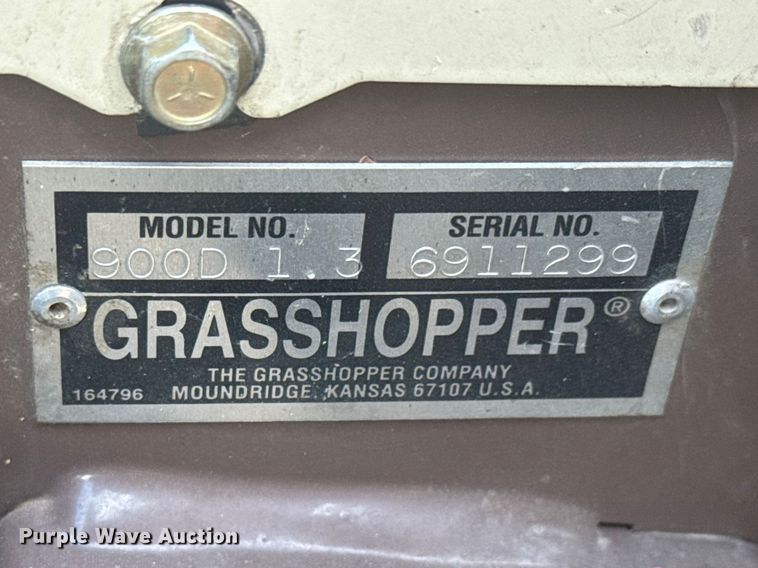 MODEL NO. SERIAL NO.
900D 1.3 6911299
GRASSHOPPER®
THE GRASSHOPPER COMPANY
164796 MOUNDRIDGE, KANSAS 67107 U.S.A.
Purple Wave Auction